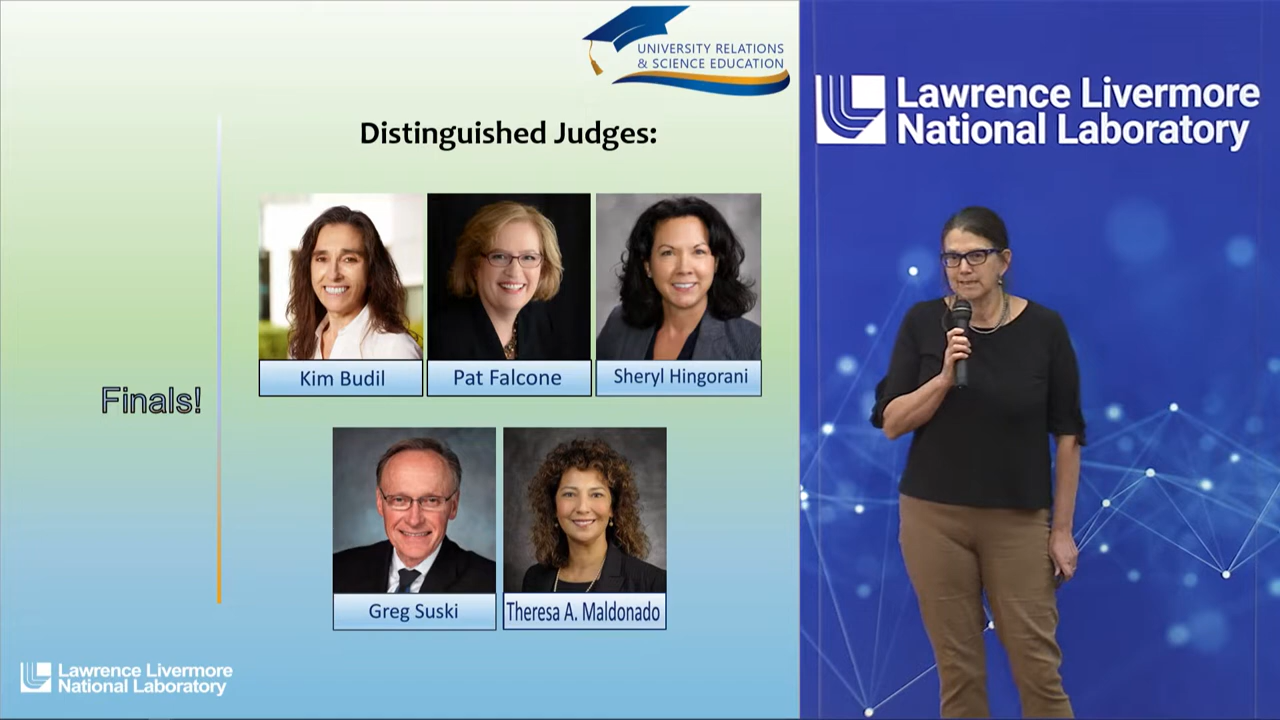 UNIVERSITY RELATIONS
& SCIENCE EDUCATION
Distinguished Judges:
Kim Budil
Pat Falcone
Sheryl Hingorani
Finals!
Greg Suski
Theresa A. Maldonado
Lawrence Livermore
National Laboratory
Lawrence Livermore
National Laboratory